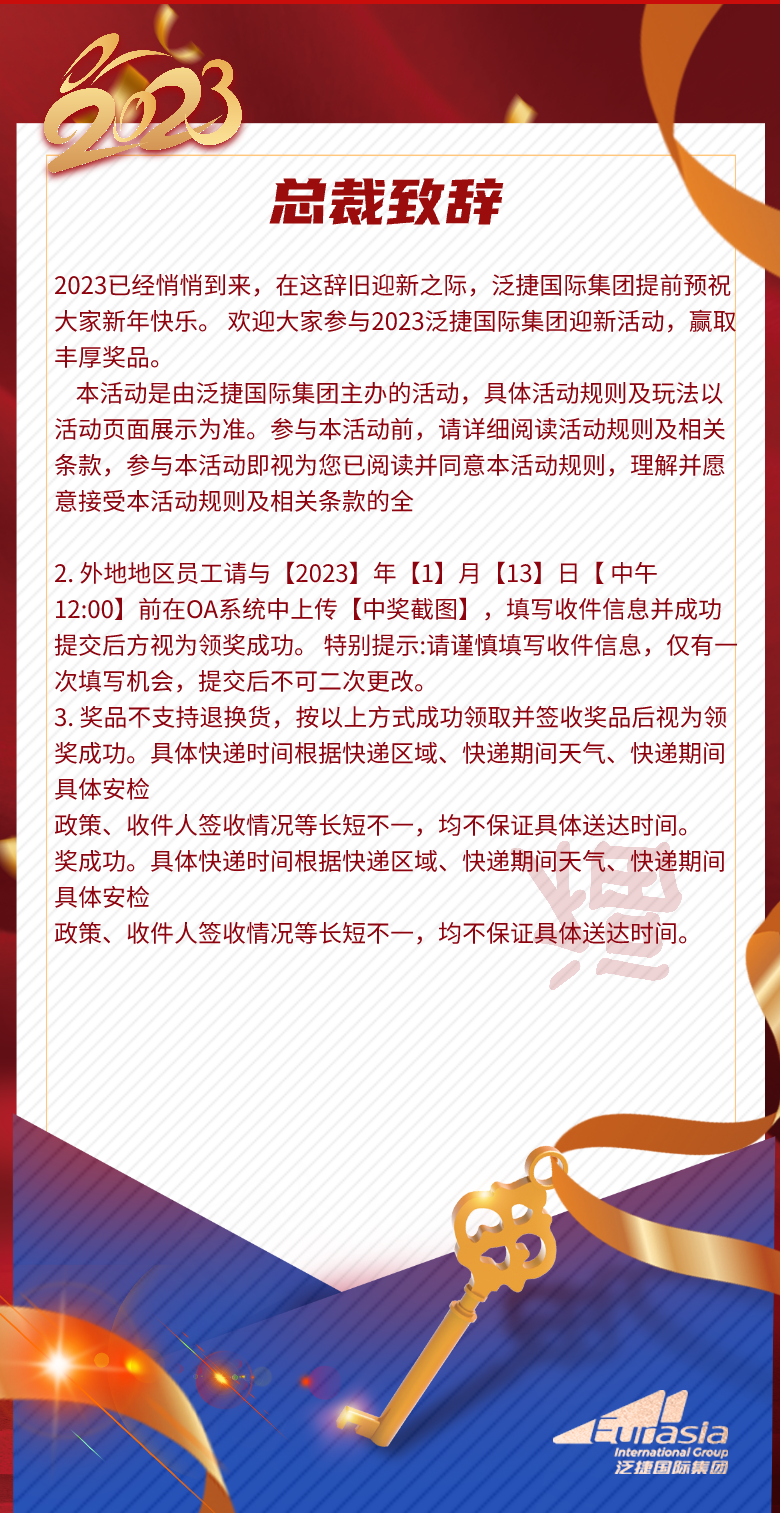 2023
总裁致辞
2023已经悄悄到来，在这辞旧迎新之际，泛捷国际集团提前预祝
大家新年快乐。 欢迎大家参与2023泛捷国际集团迎新活动，赢取
丰厚奖品。
本活动是由泛捷国际集团主办的活动，具体活动规则及玩法以
活动页面展示为准。参与本活动前，请详细阅读活动规则及相关
条款，参与本活动即视为您已阅读并同意本活动规则，理解并愿
意接受本活动规则及相关条款的全
2. 外地地区员工请与【2023】年【1】月【13】日【 中午
12:00】前在OA系统中上传【中奖截图】，填写收件信息并成功
提交后方视为领奖成功。 特别提示:请谨慎填写收件信息，仅有一
次填写机会，提交后不可二次更改。
3. 奖品不支持退换货，按以上方式成功领取并签收奖品后视为领
奖成功。具体快递时间根据快递区域、快递期间天气、快递期间
具体安检
政策、收件人签收情况等长短不一，均不保证具体送达时间。
奖成功。具体快递时间根据快递区域、快递期间天气、快递期间
具体安检
政策、收件人签收情况等长短不一，均不保证具体送达时间。
Eurasia
International Group
泛捷国际集团